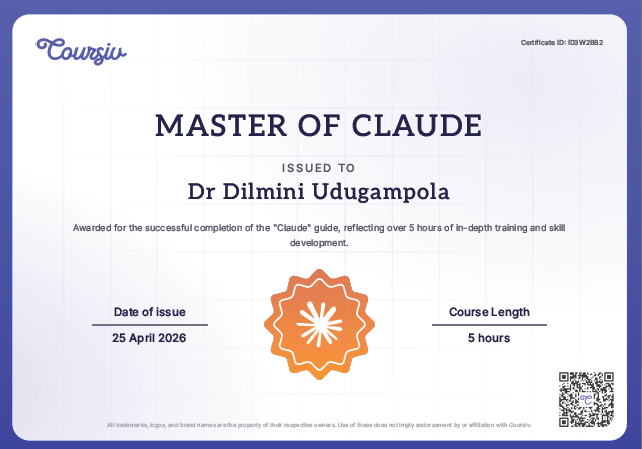 Coursiv
Certificate ID: ID3W2BB2
MASTER OF CLAUDE
ISSUED TO
Dr Dilmini Udugampola
Awarded for the successful completion of the "Claude" guide, reflecting over 5 hours of in-depth training and skill
development.
Date of issue
25 April 2026
Course Length
5 hours
All trademarks, logos, and brand names are the property of their respective owners. Use of these does not imply endorsement by or affiliation with Coursiv.